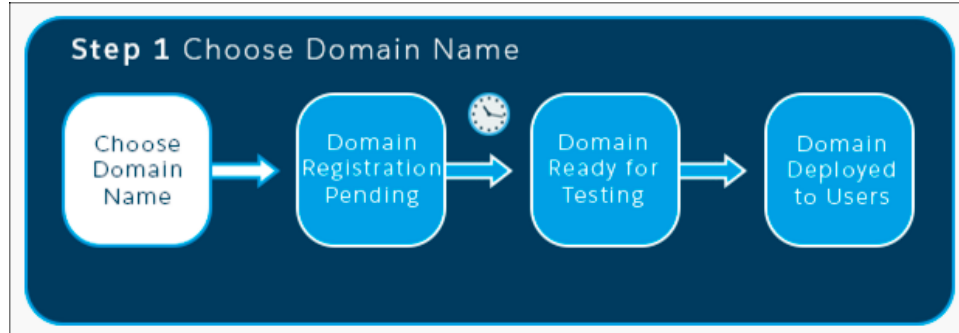 Step 1 Choose Domain Name
Choose
Domain
Name
Domain
Registration
Pending
Domain
Ready for
Testing
Domain
Deployed
to Users